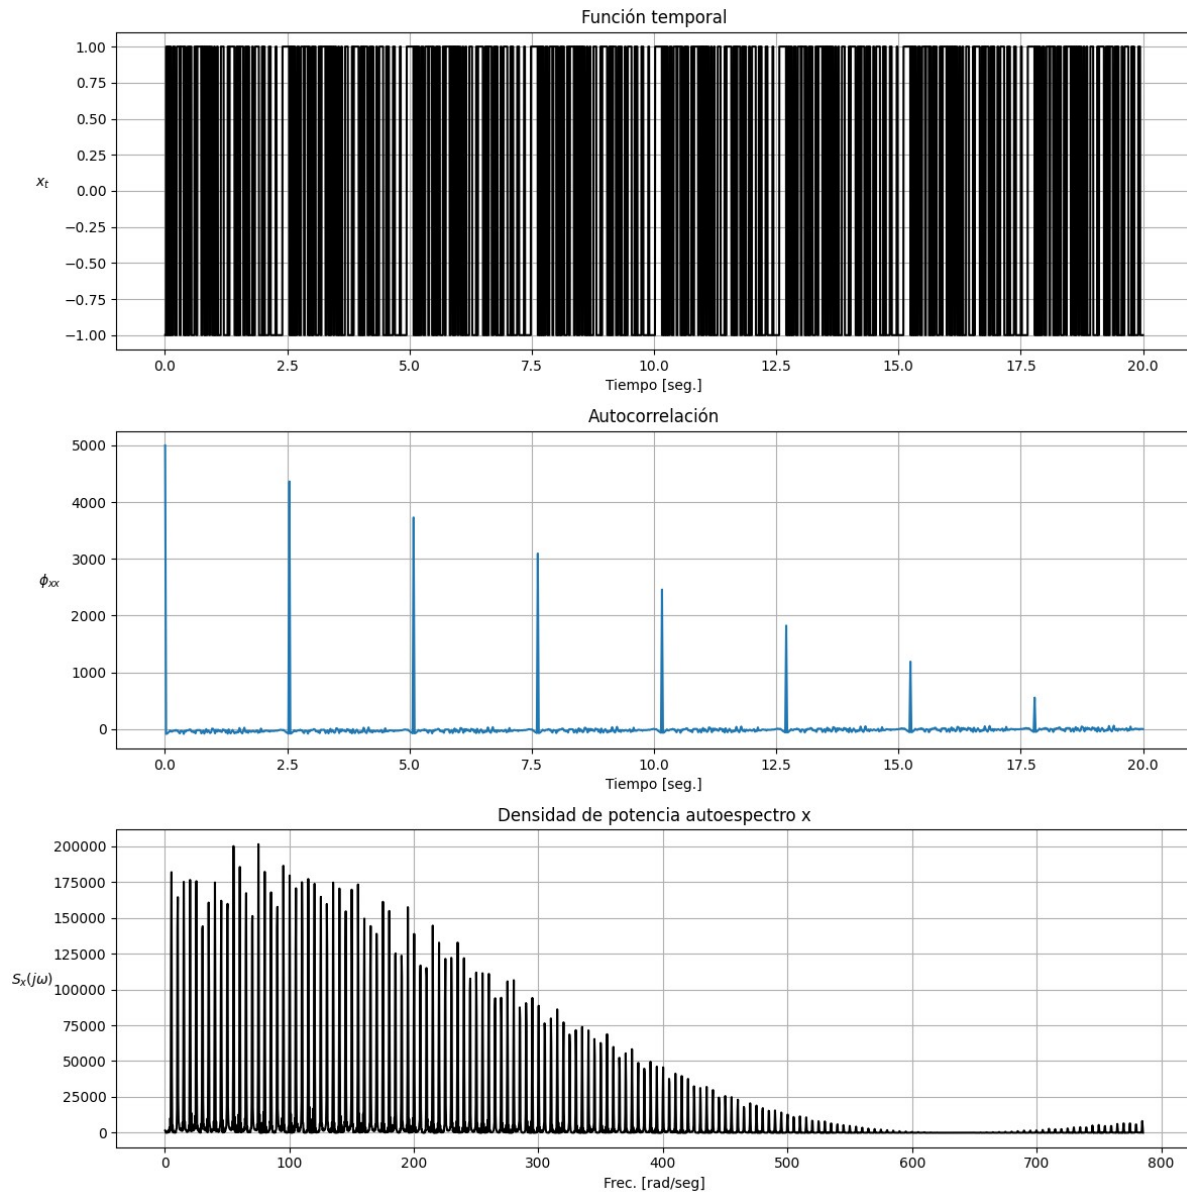 Función temporal
1.00
0.75
0.50
0.25
0.00
−0.25
−0.50
−0.75
−1.00
x_t
0.0 2.5 5.0 7.5 10.0 12.5 15.0 17.5 20.0
Tiempo [seg.]
Autocorrelación
5000
4000
3000
2000
1000
0
ϕ_xx
0.0 2.5 5.0 7.5 10.0 12.5 15.0 17.5 20.0
Tiempo [seg.]
Densidad de potencia autoespectro x
200000
175000
150000
125000
100000
75000
50000
25000
0
S_x(jω)
0 100 200 300 400 500 600 700 800
Frec. [rad/seg]